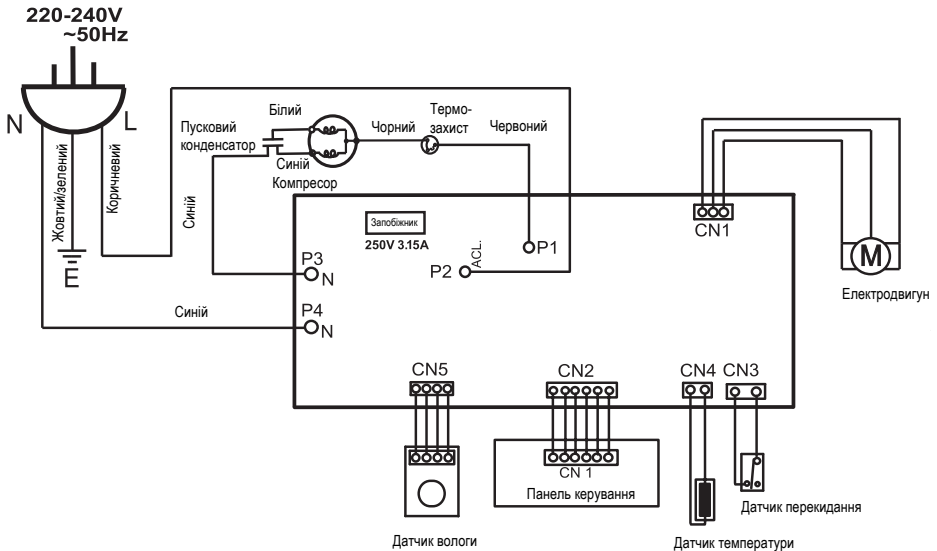 220-240V
~50Hz
N
L
Жовтий/зелений
Коричневий
E
Пусковий
конденсатор
Білий
Синій
Компресор
Чорний
Термо-
захист
Червоний
Синій
Синій
Запобіжник
250V 3.15A
P3
N
P4
N
P2
ACL.
P1
CN1
M
Електродвигун
CN5
CN2
CN4
CN3
CN 1
Панель керування
Датчик вологи
Датчик перекидання
Датчик температури